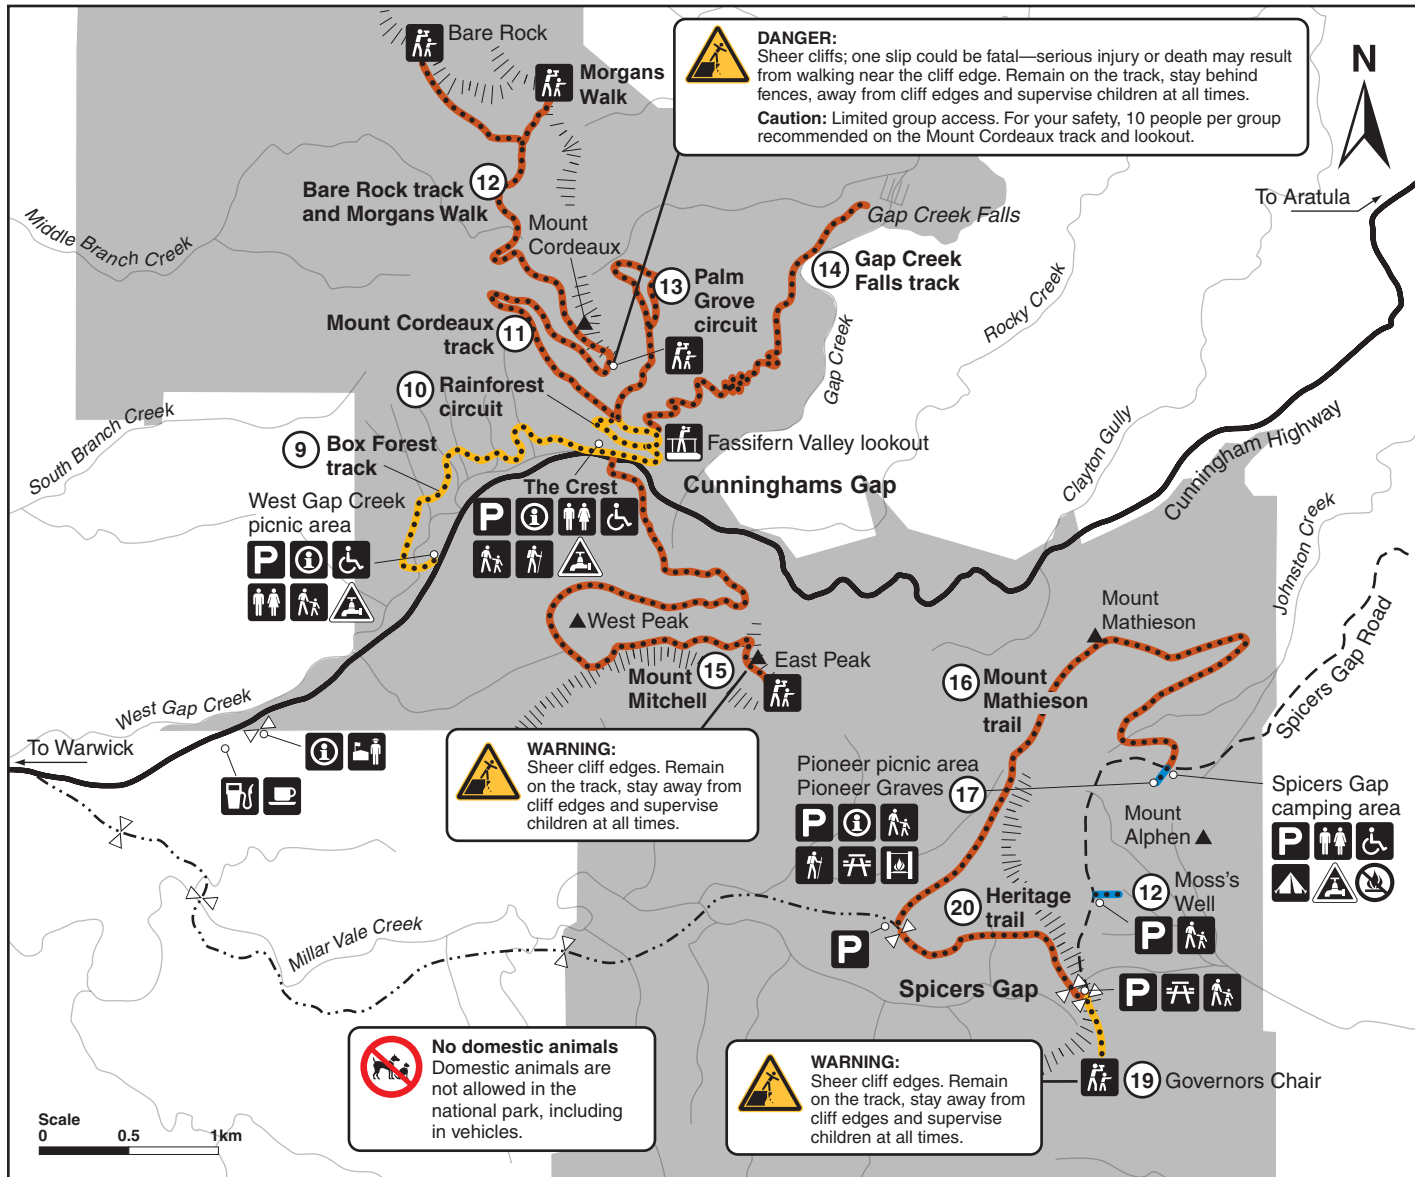 Bare Rock
Morgans
Walk
DANGER:
Sheer cliffs; one slip could be fatal—serious injury or death may result
from walking near the cliff edge. Remain on the track, stay behind
fences, away from cliff edges and supervise children at all times.
Caution: Limited group access. For your safety, 10 people per group
recommended on the Mount Cordeaux track and lookout.
N
To Aratula
12
Bare Rock track
and Morgans Walk
Middle Branch Creek
Mount
Cordeaux
Gap Creek Falls
14
Gap Creek
Falls track
13
Palm
Grove
circuit
Mount Cordeaux
track
11
Rocky Creek
Gap Creek
10
Rainforest
circuit
South Branch Creek
9
Box Forest
track
Fassifern Valley lookout
Clayton Gully
Cunningham Highway
West Gap Creek
picnic area
P
i
The Crest
P
i
Cunninghams Gap
Johnston Creek
West Peak
East Peak
Mount
Mitchell
15
Mount
Mathieson
16
Mount
Mathieson
trail
Spicers Gap Road
West Gap Creek
To Warwick
i
WARNING:
Sheer cliff edges. Remain
on the track, stay away from
cliff edges and supervise
children at all times.
Pioneer picnic area
Pioneer Graves
17
P
i
Spicers Gap
camping area
P
Mount
Alphen
12
Moss's
Well
P
20
Heritage
trail
P
Millar Vale Creek
Spicers Gap
P
No domestic animals
Domestic animals are
not allowed in the
national park, including
in vehicles.
WARNING:
Sheer cliff edges. Remain
on the track, stay away from
cliff edges and supervise
children at all times.
19
Governors Chair
Scale
0 0.5 1km